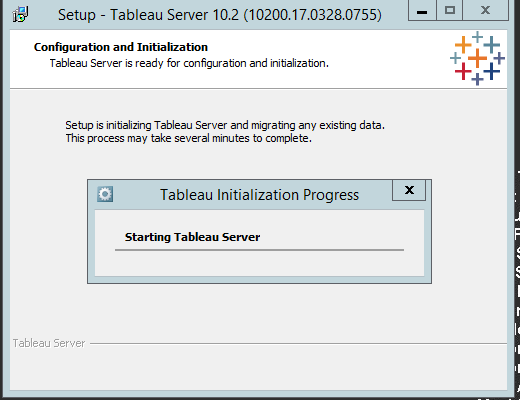 Setup - Tableau Server 10.2 (10200.17.0328.0755)
Configuration and Initialization
Tableau Server is ready for configuration and initialization.
Setup is initializing Tableau Server and migrating any existing data.
This process may take several minutes to complete.
Tableau Initialization Progress
Starting Tableau Server
Tableau Server